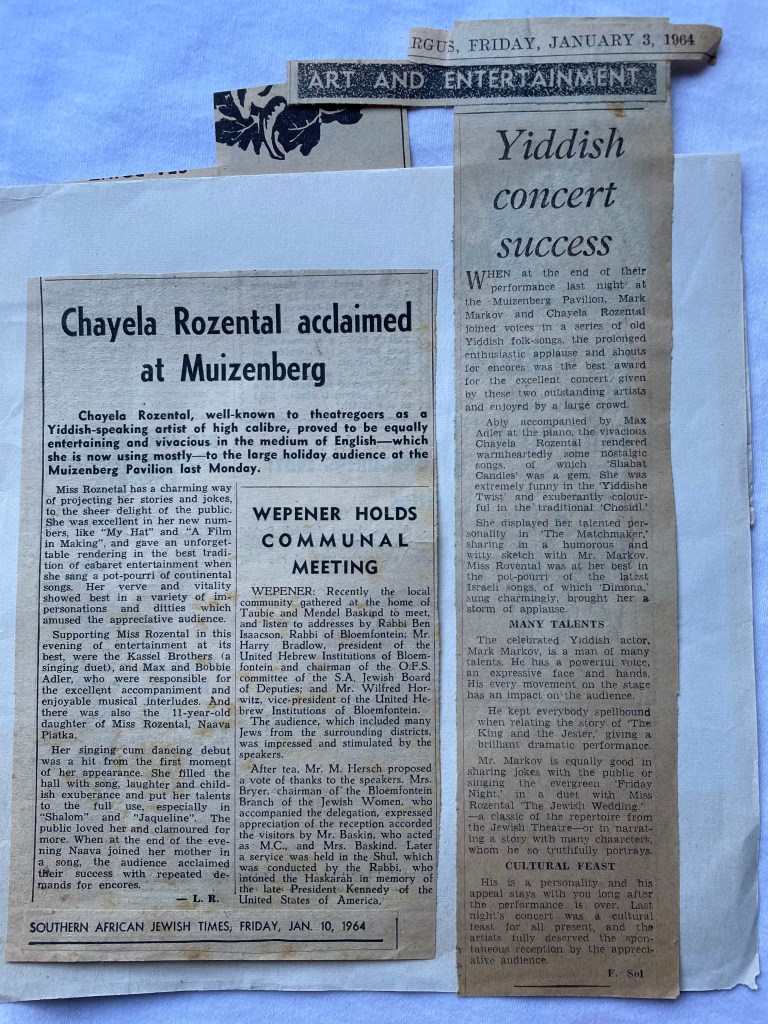 Chayela Rozental acclaimed
at Muizenberg
Chayela Rozental, well-known to theatregoers as a
Yiddish-speaking artist of high calibre, proved to be equally
entertaining and vivacious in the medium of English—which
she is now using mostly—to the large holiday audience at the
Muizenberg Pavilion last Monday.
Miss Roznetal has a charming way
of projecting her stories and jokes,
to the sheer delight of the public.
She was excellent in her new num-
bers, like "My Hat" and "A Film
in Making", and gave an unforget-
table rendering in the best tradi-
tion of cabaret entertainment when
she sang a pot-pourri of continental
songs. Her verve and vitality
showed best in a variety of im-
personations and ditties which
amused the appreciative audience.
Supporting Miss Rozental in this
evening of entertainment at its
best, were the Kassel Brothers (a
singing duet), and Max and Bobbie
Adler, who were responsible for
the excellent accompaniment and
enjoyable musical interludes. And
there was also the 11-year-old
daughter of Miss Rozental, Naava
Piatka.
Her singing cum dancing debut
was a hit from the first moment
of her appearance. She filled the
hall with song, laughter and child-
ish exuberance and put her talents
to the full use, especially in
"Shalom" and "Jaqueline". The
public loved her and clamoured for
more. When at the end of the eve-
ning Naava joined her mother in
a song, the audience acclaimed
their success with repeated de-
mands for encores.
— L. R.
WEPENER HOLDS
COMMUNAL
MEETING
WEPENER: Recently the local
community gathered at the home of
Taubie and Mendel Baskind to meet,
and listen to addresses by Rabbi Ben
Isaacson, Rabbi of Bloemfontein; Mr.
Harry Bradlow, president of the
United Hebrew Institutions of Bloem-
fontein and chairman of the O.F.S.
committee of the S.A. Jewish Board
of Deputies; and Mr. Wilfred Hor-
witz, vice-president of the United He-
brew Institutions of Bloemfontein.
The audience, which included many
Jews from the surrounding districts,
was impressed and stimulated by the
speakers.
After tea, Mr. M. Hersch proposed
a vote of thanks to the speakers. Mrs.
Bryer, chairman of the Bloemfontein
Branch of the Jewish Women, who
accompanied the delegation, expressed
appreciation of the reception accorded
the visitors by Mr. Baskin, who acted
as M.C., and Mrs. Baskind. Later
a service was held in the Shul, which
was conducted by the Rabbi, who
intoned the Haskarah in memory of
the late President Kennedy of the
United States of America.
SOUTHERN AFRICAN JEWISH TIMES, FRIDAY, JAN. 10, 1964
RGUS, FRIDAY, JANUARY 3, 1964
ART AND ENTERTAINMENT
Yiddish
concert
success
WHEN at the end of their
performance last night at
the Muizenberg Pavilion, Mark
Markov and Chayela Rozental
joined voices in a series of old
Yiddish folk-songs, the prolonged
enthusiastic applause and shouts
for encores was the best award
for the excellent concert given
by these two outstanding artists
and enjoyed by a large crowd.
Ably accompanied by Max
Adler at the piano, the vivacious
Chayela Rozental rendered
warmheartedly some nostalgic
songs, of which 'Shabat
Candles' was a gem. She was
extremely funny in the 'Yiddishe
Twist' and exuberantly colour-
ful in the traditional 'Chosidl.'
She displayed her talented per-
sonality in 'The Matchmaker,'
sharing in a humorous and
witty sketch with Mr. Markov.
Miss Rovental was at her best in
the pot-pourri of the latest
Israeli songs, of which 'Dimona,'
sung charmingly, brought her a
storm of applause.
MANY TALENTS
The celebrated Yiddish actor,
Mark Markov, is a man of many
talents. He has a powerful voice,
an expressive face and hands.
His every movement on the stage
has an impact on the audience.
He kept everybody spellbound
when relating the story of 'The
King and the Jester,' giving a
brilliant dramatic performance.
Mr. Markov is equally good in
sharing jokes with the public or
singing the evergreen 'Friday
Night,' in a duet with Miss
Rozental 'The Jewish Wedding,'
—a classic of the repertoire from
the Jewish Theatre—or in narrat-
ing a story with many chaarcters,
whom he so truthfully portrays.
CULTURAL FEAST
His is a personality and his
appeal stays with you long after
the performance is over. Last
night's concert was a cultural
feast for all present, and the
artists fully deserved the spon-
taneous reception by the appreci-
ative audience.
F. Sol